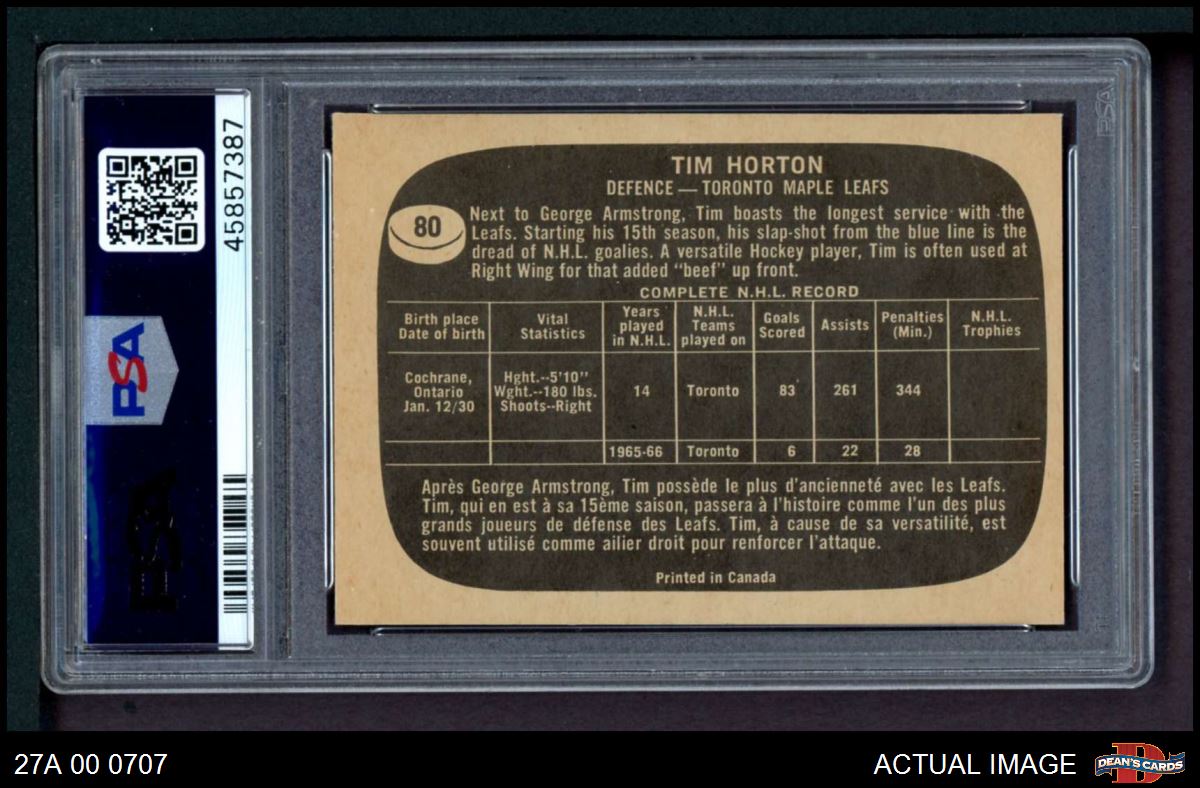 PSA
45857387
PSA
TIM HORTON
DEFENCE — TORONTO MAPLE LEAFS
80
Next to George Armstrong, Tim boasts the longest service with the
Leafs. Starting his 15th season, his slap-shot from the blue line is the
dread of N.H.L. goalies. A versatile Hockey player, Tim is often used at
Right Wing for that added "beef" up front.
COMPLETE N.H.L. RECORD
Birth place
Date of birth
Vital
Statistics
Years
played
in N.H.L.
N.H.L.
Teams
played on
Goals
Scored
Assists
Penalties
(Min.)
N.H.L.
Trophies
Cochrane,
Ontario
Jan. 12/30
Hght.--5'10"
Wght.--180 lbs.
Shoots--Right
14
Toronto
83
261
344
1965-66
Toronto
6
22
28
Après George Armstrong, Tim possède le plus d'ancienneté avec les Leafs.
Tim, qui en est à sa 15ème saison, passera à l'histoire comme l'un des plus
grands joueurs de défense des Leafs. Tim, à cause de sa versatilité, est
souvent utilisé comme ailier droit pour renforcer l'attaque.
Printed in Canada
PSA
27A 00 0707
ACTUAL IMAGE
D
DEAN'S CARDS